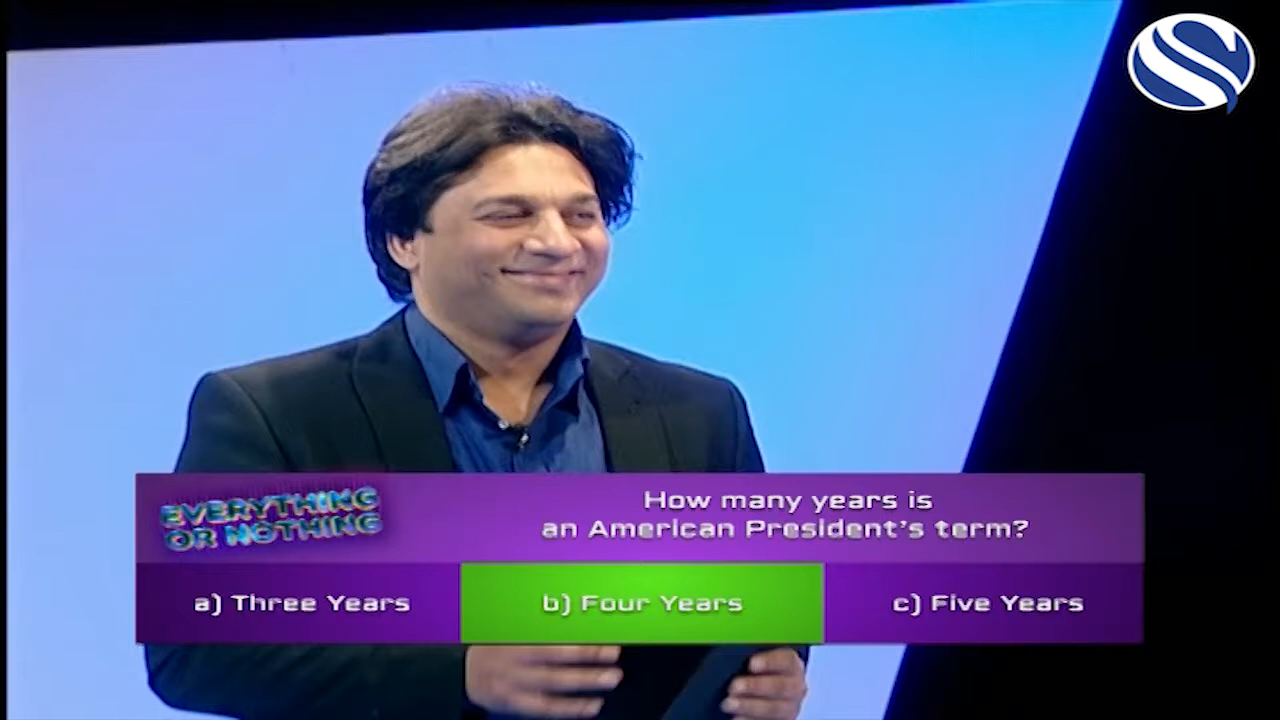 EVERYTHING
OR NOTHING
How many years is
an American President's term?
a) Three Years
b) Four Years
c) Five Years